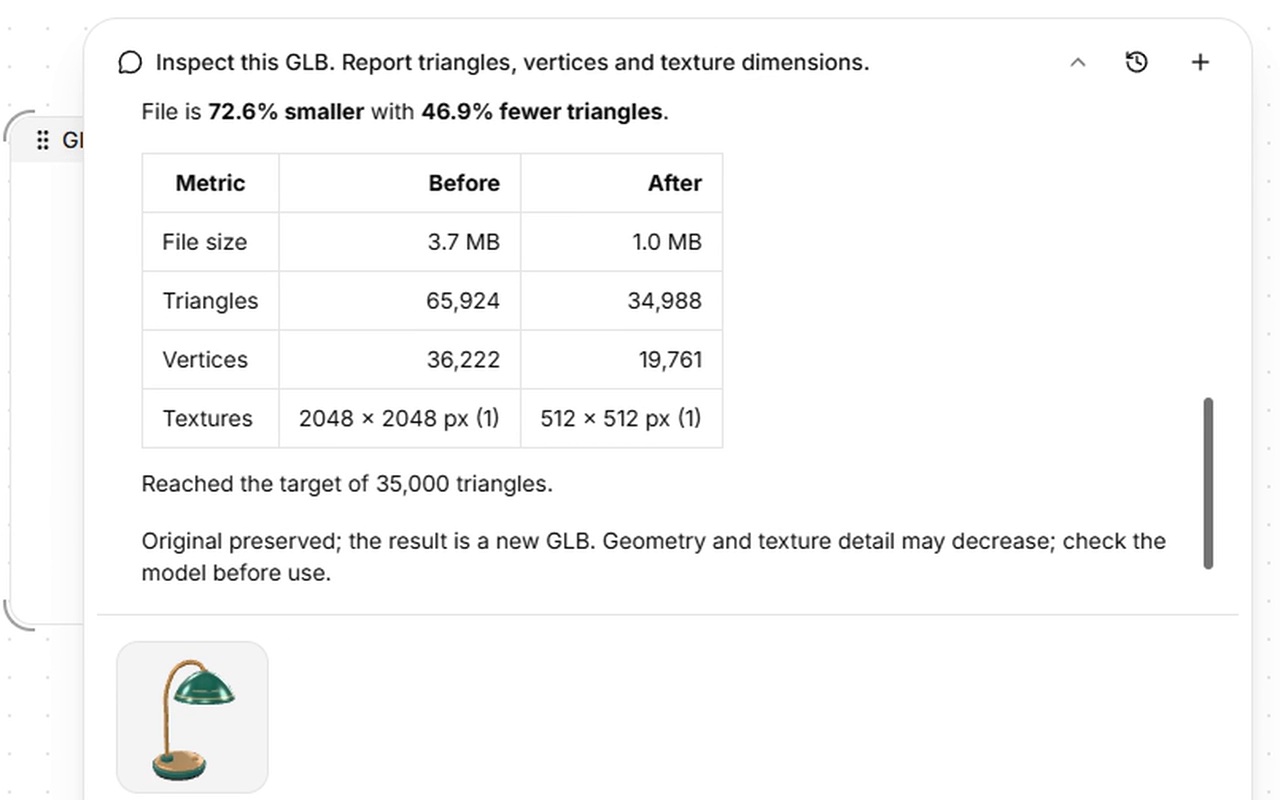 Inspect this GLB. Report triangles, vertices and texture dimensions.
File is 72.6% smaller with 46.9% fewer triangles.
Metric Before After
File size 3.7 MB 1.0 MB
Triangles 65,924 34,988
Vertices 36,222 19,761
Textures 2048 × 2048 px (1) 512 × 512 px (1)
Reached the target of 35,000 triangles.
Original preserved; the result is a new GLB. Geometry and texture detail may decrease; check the
model before use.